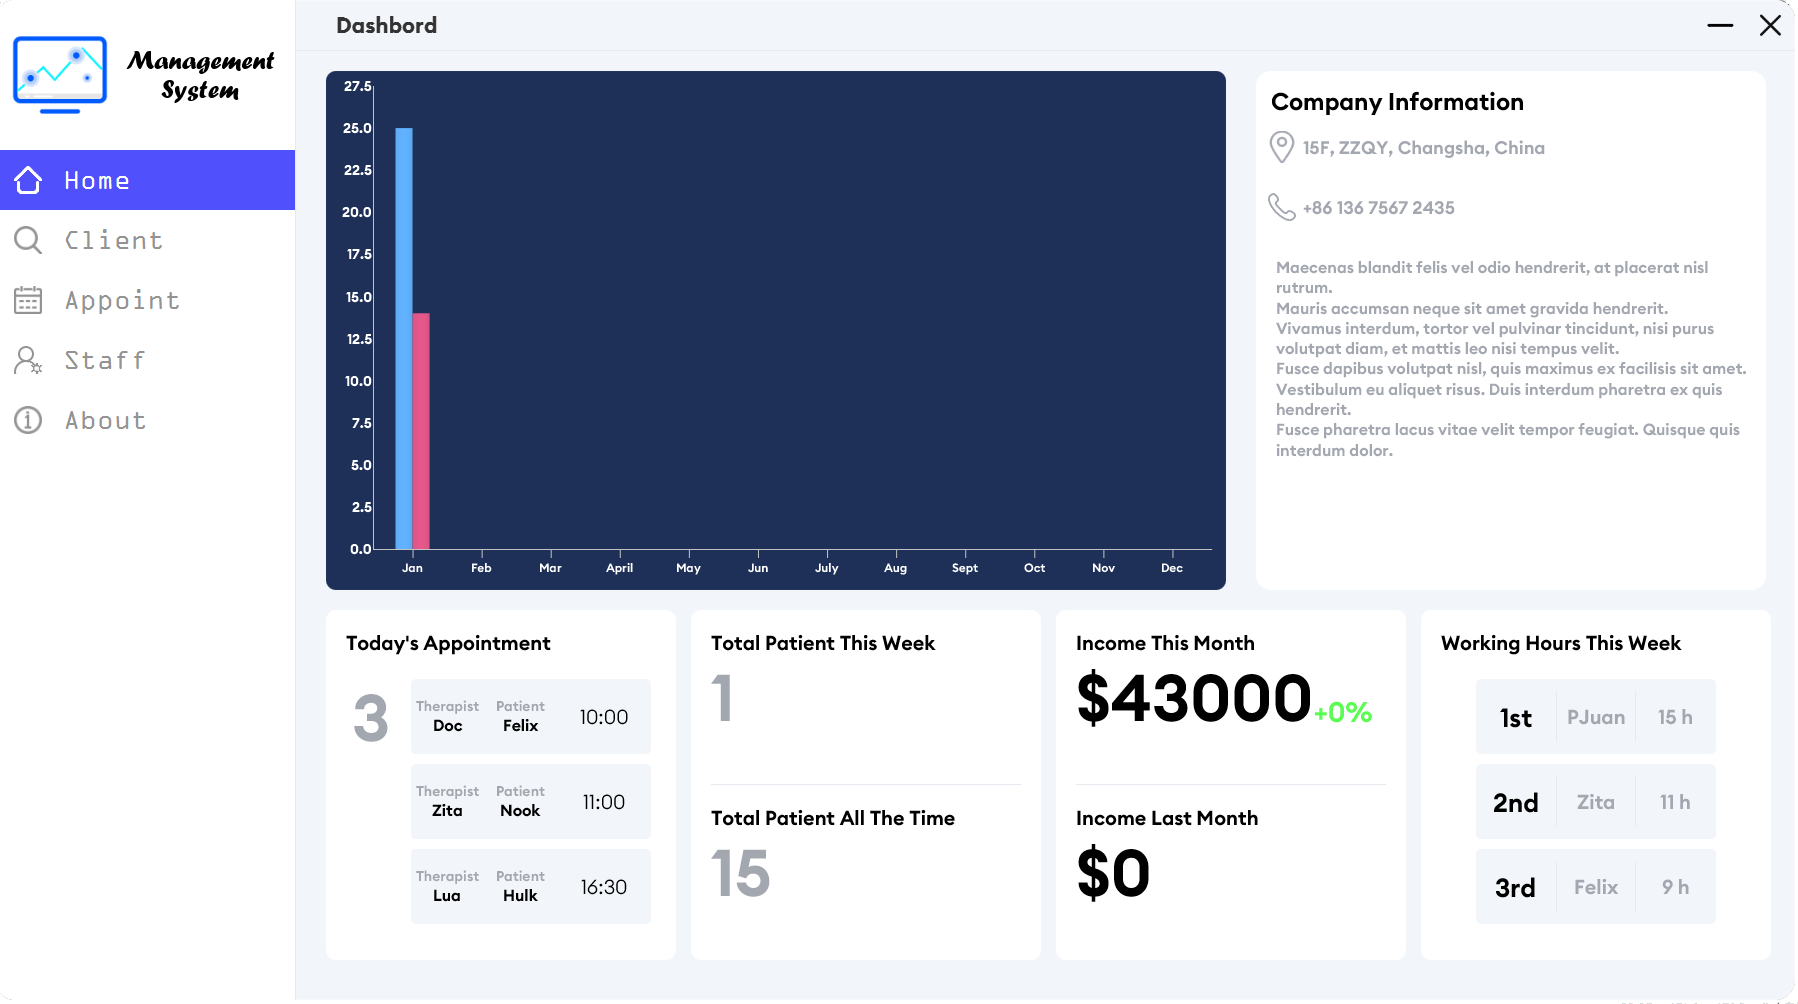 Management
System
Home
Client
Appoint
Staff
About
Dashbord
27.5
25.0
22.5
20.0
17.5
15.0
12.5
10.0
7.5
5.0
2.5
0.0
Jan Feb Mar April May Jun July Aug Sept Oct Nov Dec
Company Information
15F, ZZQY, Changsha, China
+86 136 7567 2435
Maecenas blandit felis vel odio hendrerit, at placerat nisl
rutrum.
Mauris accumsan neque sit amet gravida hendrerit.
Vivamus interdum, tortor vel pulvinar tincidunt, nisi purus
volutpat diam, et mattis leo nisi tempus velit.
Fusce dapibus volutpat nisl, quis maximus ex facilisis sit amet.
Vestibulum eu aliquet risus. Duis interdum pharetra ex quis
hendrerit.
Fusce pharetra lacus vitae velit tempor feugiat. Quisque quis
interdum dolor.
Today's Appointment
3
Therapist Patient
Doc Felix 10:00
Therapist Patient
Zita Nook 11:00
Therapist Patient
Lua Hulk 16:30
Total Patient This Week
1
Total Patient All The Time
15
Income This Month
$43000 +0%
Income Last Month
$0
Working Hours This Week
1st PJuan 15 h
2nd Zita 11 h
3rd Felix 9 h